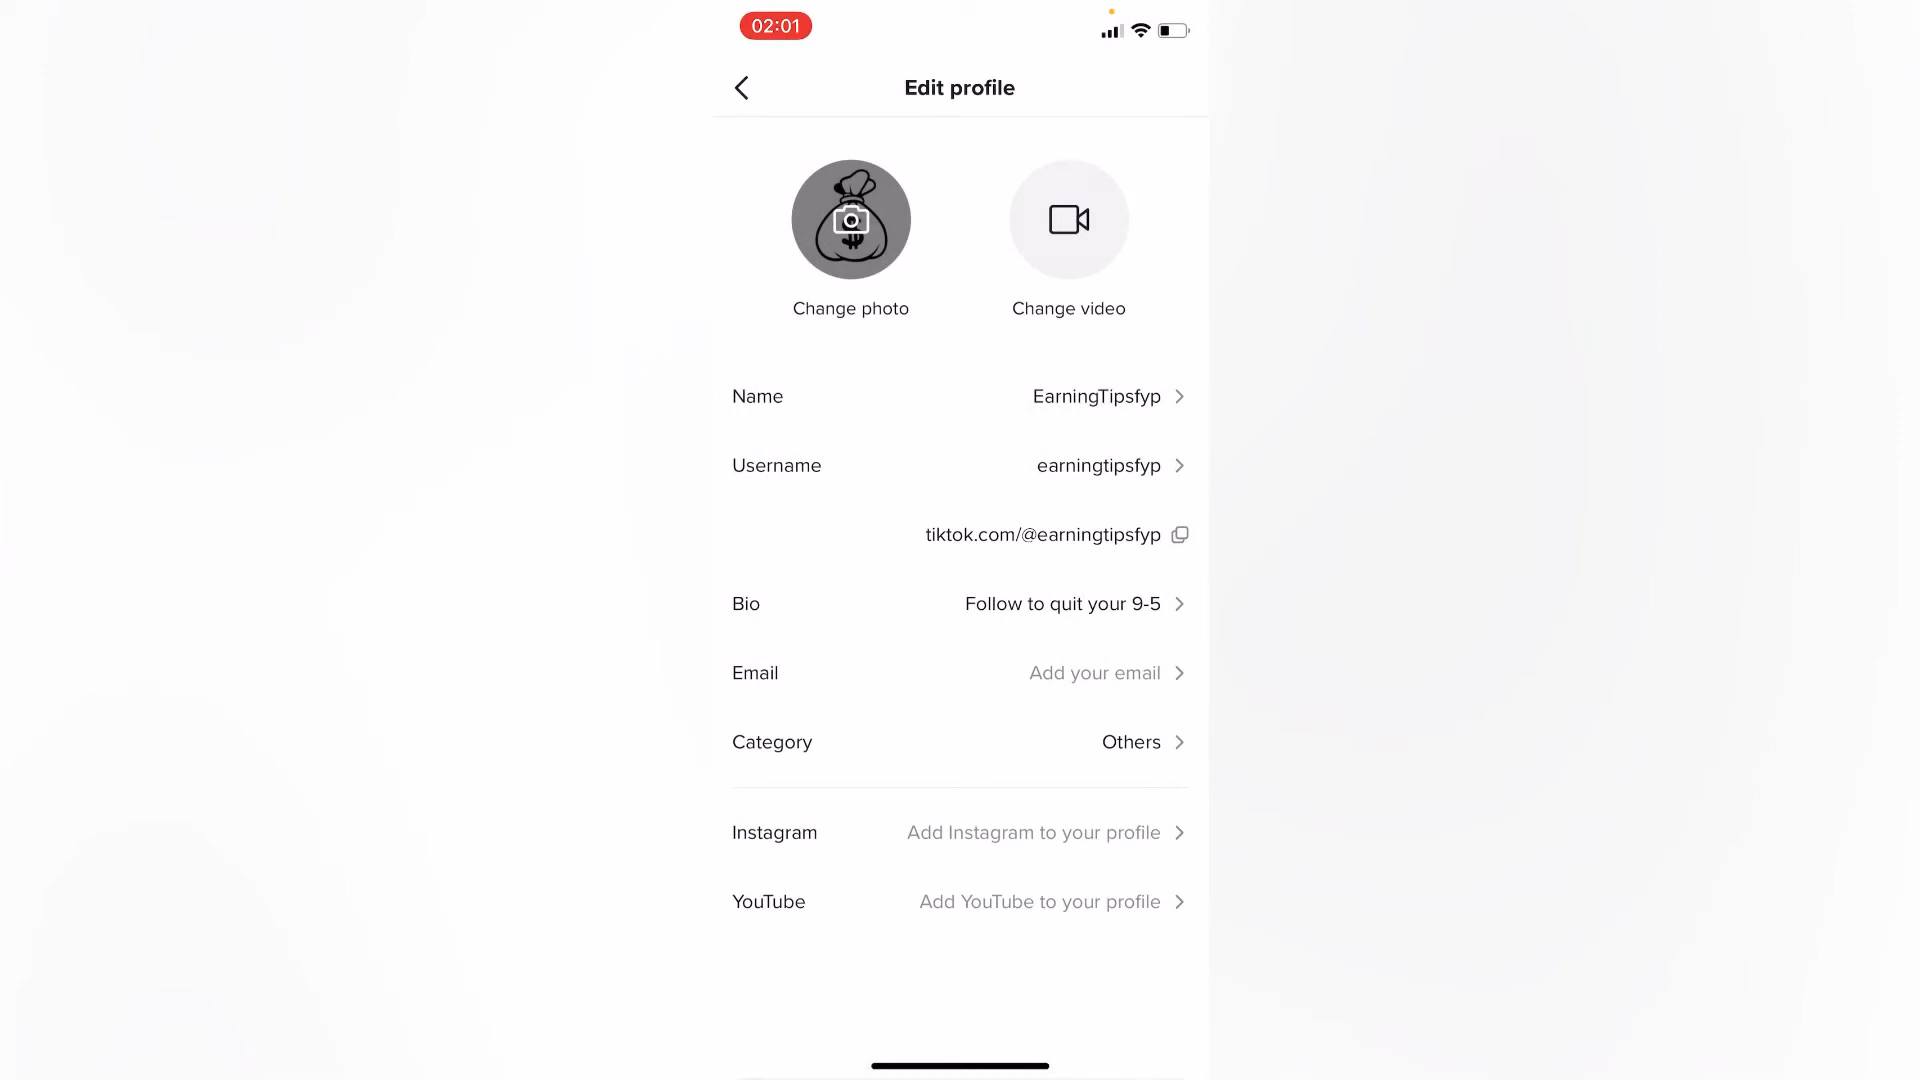 02:01
Edit profile
Change photo Change video
Name EarningTipsfyp
Username earningtipsfyp
tiktok.com/@earningtipsfyp
Bio Follow to quit your 9-5
Email Add your email
Category Others
Instagram Add Instagram to your profile
YouTube Add YouTube to your profile